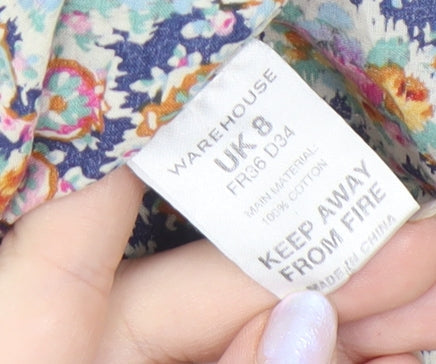 WAREHOUSE
UK 8
FR36 D34
MAIN MATERIAL:
100% COTTON
KEEP AWAY
FROM FIRE
MADE IN CHINA